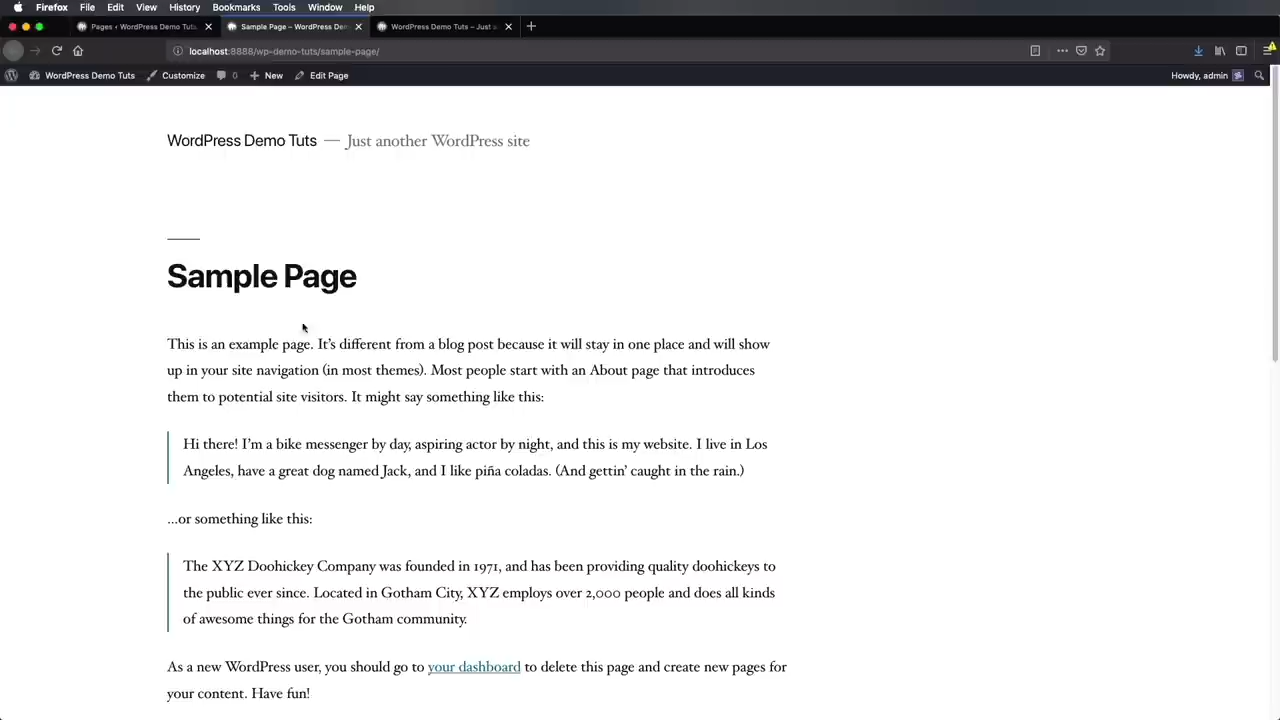 Firefox File Edit View History Bookmarks Tools Window Help
Pages ‹ WordPress Demo Tuts Sample Page – WordPress Dem WordPress Demo Tuts – Just a
localhost:8888/wp-demo-tuts/sample-page/
WordPress Demo Tuts Customize 0 New Edit Page Howdy, admin
WordPress Demo Tuts — Just another WordPress site
Sample Page
This is an example page. It’s different from a blog post because it will stay in one place and will show
up in your site navigation (in most themes). Most people start with an About page that introduces
them to potential site visitors. It might say something like this:
Hi there! I’m a bike messenger by day, aspiring actor by night, and this is my website. I live in Los
Angeles, have a great dog named Jack, and I like piña coladas. (And gettin’ caught in the rain.)
…or something like this:
The XYZ Doohickey Company was founded in 1971, and has been providing quality doohickeys to
the public ever since. Located in Gotham City, XYZ employs over 2,000 people and does all kinds
of awesome things for the Gotham community.
As a new WordPress user, you should go to your dashboard to delete this page and create new pages for
your content. Have fun!